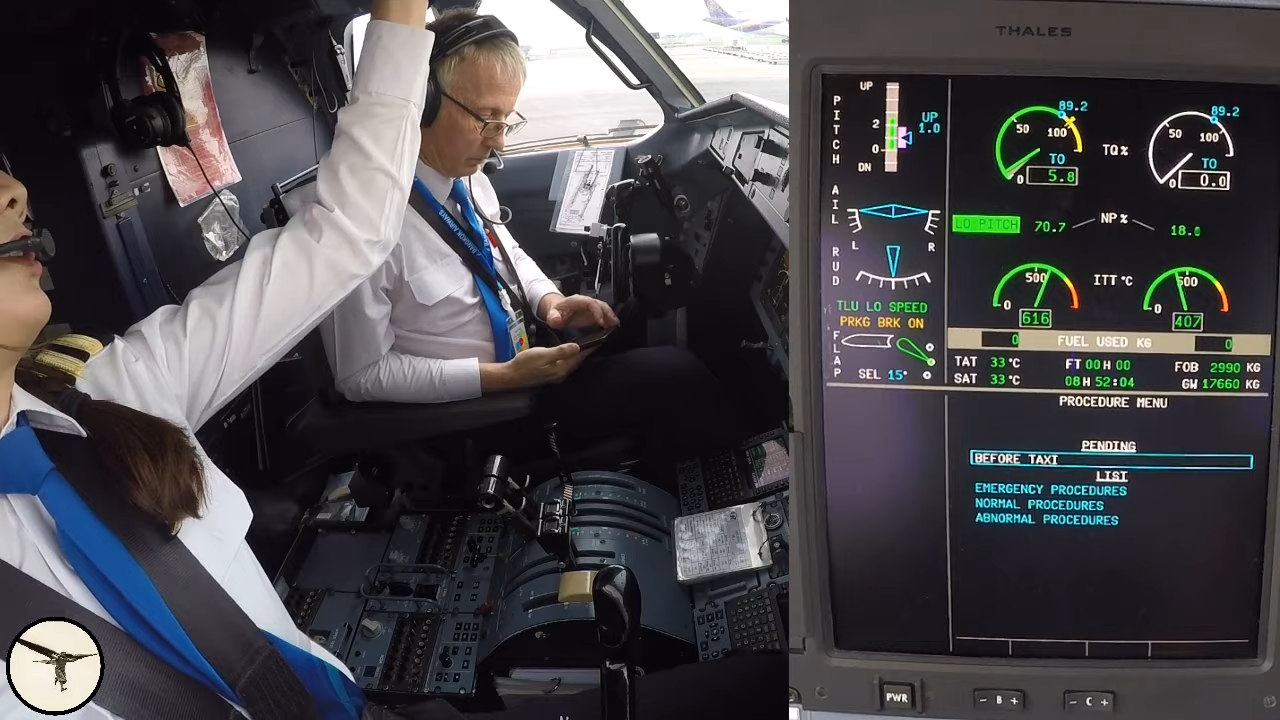 BANGKOK AIRWAYS
THALES
UP
PITCH
2
0
DN
UP
1.0
89.2
50
100
TO
0
5.8
TQ%
89.2
50
100
TO
0
0.0
AIL
L
R
RUD
LO PITCH
70.7
NP %
18.0
500
0
616
ITT °C
500
0
407
TLU LO SPEED
PRKG BRK ON
FLAP
SEL 15°
0 FUEL USED KG 0
TAT 33 °C FT 00 H 00 FOB 2990 KG
SAT 33 °C 08 H 52:04 GW 17660 KG
PROCEDURE MENU
PENDING
BEFORE TAXI
LIST
EMERGENCY PROCEDURES
NORMAL PROCEDURES
ABNORMAL PROCEDURES
PWR
- B +
- C +